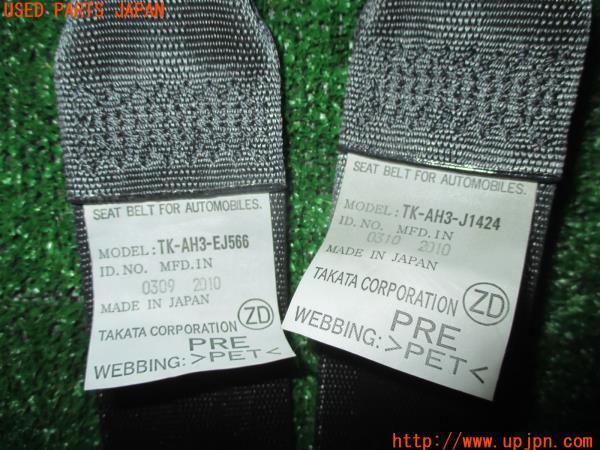 USED PARTS JAPAN
SEAT BELT FOR AUTOMOBILES.
MODEL: TK-AH3-EJ566
ID. NO. MFD. IN
0309 2010
MADE IN JAPAN
TAKATA CORPORATION ZD
PRE
WEBBING: >PET<
SEAT BELT FOR AUTOMOBILES.
MODEL: TK-AH3-J1424
ID. NO. MFD. IN
0310 2010
MADE IN JAPAN
TAKATA CORPORATION ZD
PRE
WEBBING: >PET<
http://www.upjpn.com/